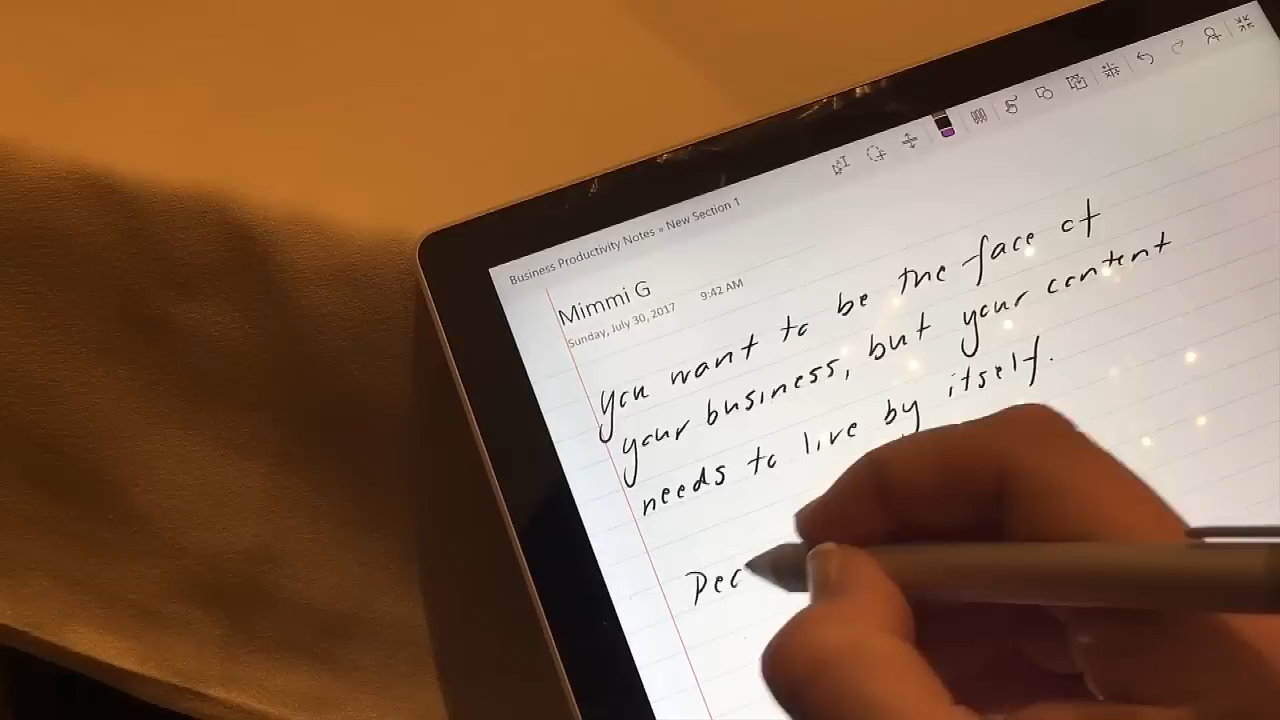 Business Productivity Notes » New Section 1
Mimmi G
Sunday, July 30, 2017 9:42 AM
you want to be the face of
your business, but your content
needs to live by itself.
Pec